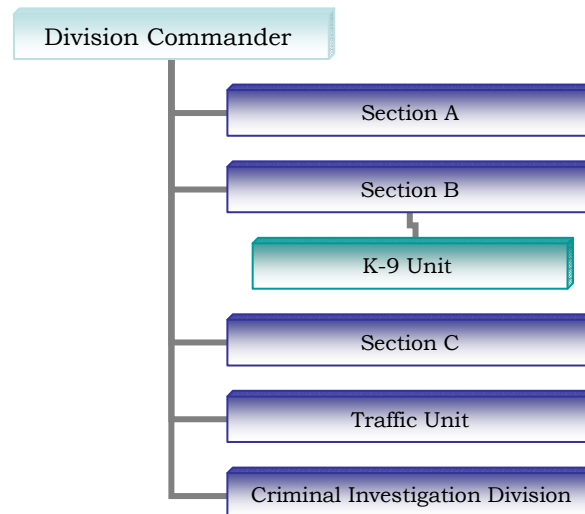 Division Commander
Section A
Section B
K-9 Unit
Section C
Traffic Unit
Criminal Investigation Division